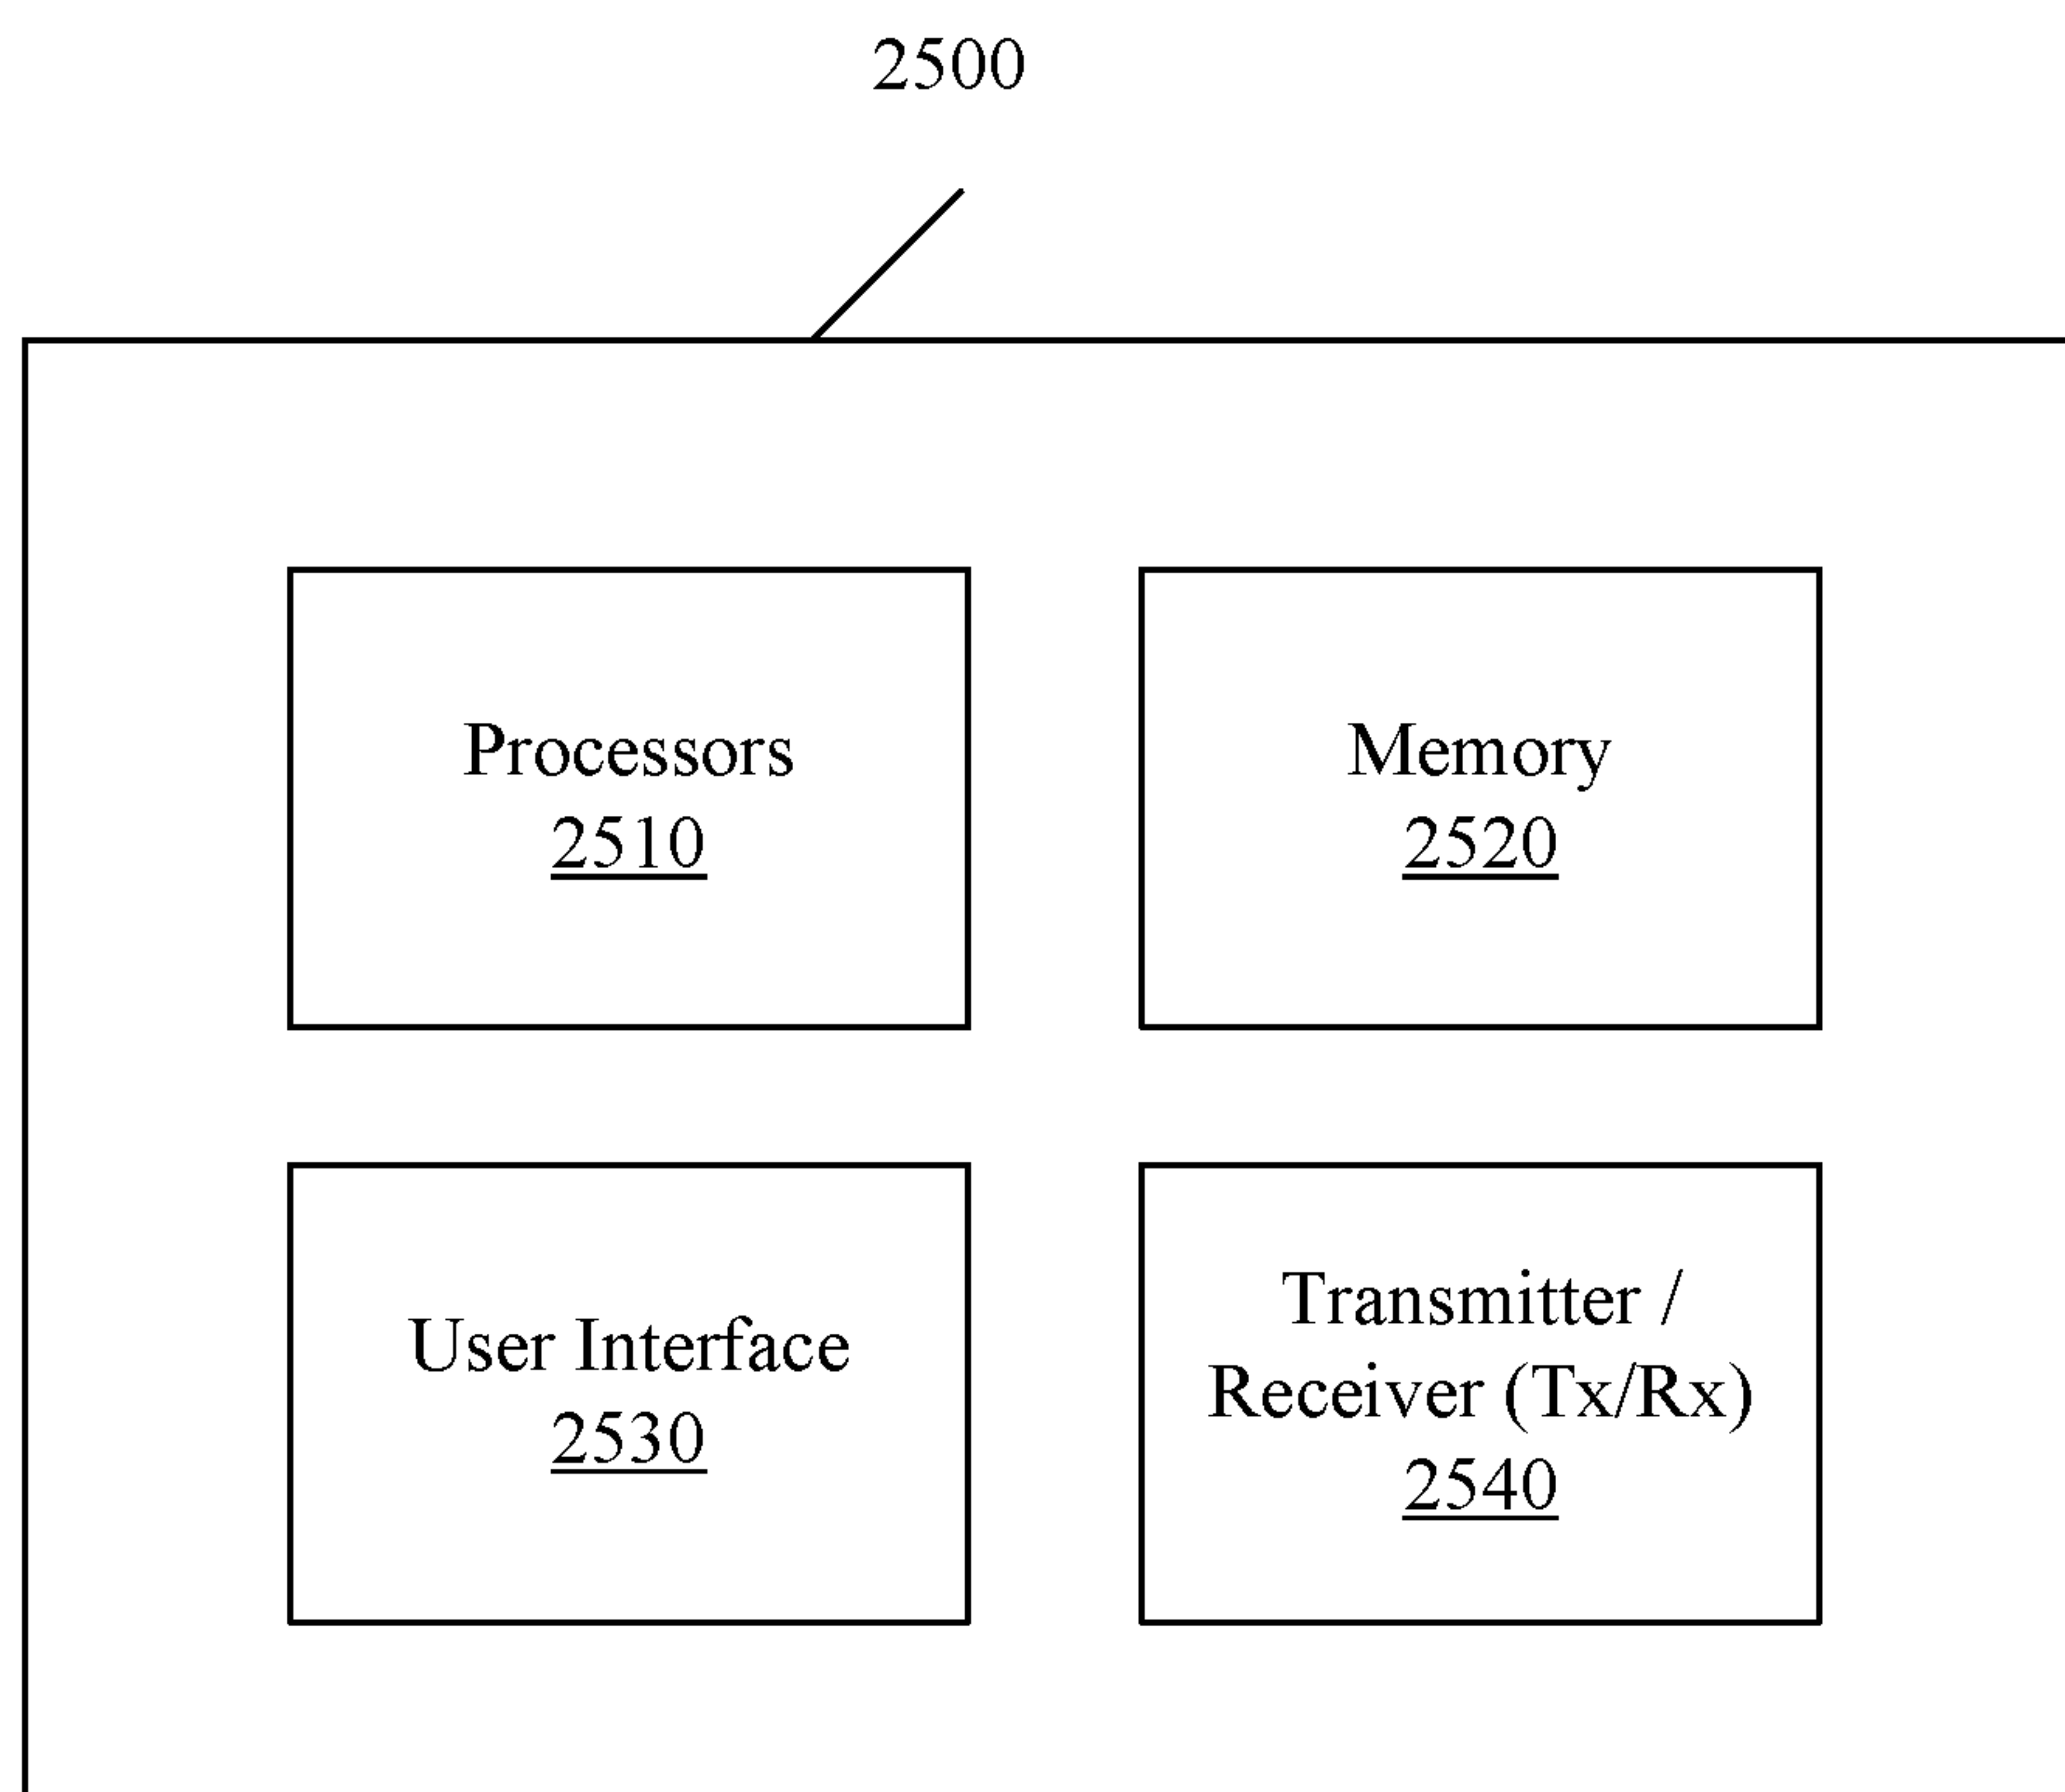 2500
Processors
2510
Memory
2520
User Interface
2530
Transmitter /
Receiver (Tx/Rx)
2540